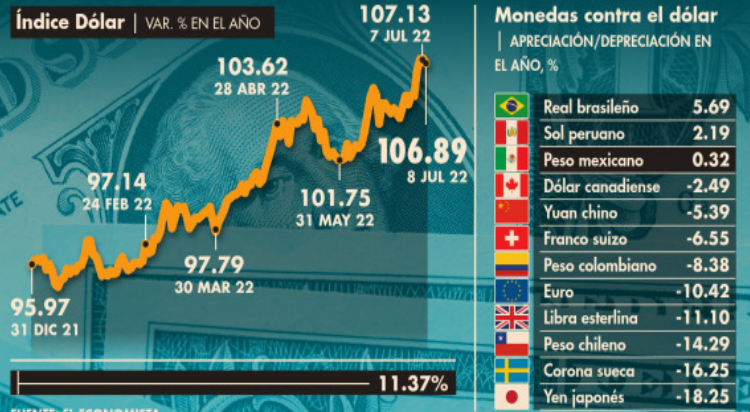 Índice Dólar | VAR. % EN EL AÑO
107.13
7 JUL 22
103.62
28 ABR 22
106.89
8 JUL 22
97.14
24 FEB 22
101.75
31 MAY 22
97.79
30 MAR 22
95.97
31 DIC 21
11.37%
FUENTE: EL ECONOMISTA
Monedas contra el dólar
| APRECIACIÓN/DEPRECIACIÓN EN
EL AÑO, %
Real brasileño 5.69
Sol peruano 2.19
Peso mexicano 0.32
Dólar canadiense -2.49
Yuan chino -5.39
Franco suizo -6.55
Peso colombiano -8.38
Euro -10.42
Libra esterlina -11.10
Peso chileno -14.29
Corona sueca -16.25
Yen japonés -18.25